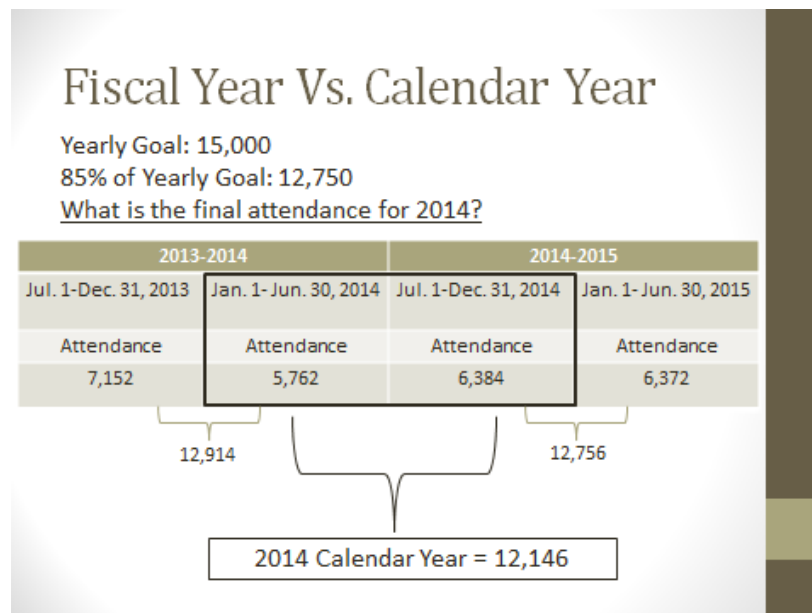 Fiscal Year Vs. Calendar Year
Yearly Goal: 15,000
85% of Yearly Goal: 12,750
What is the final attendance for 2014?
2013-2014 2014-2015
Jul. 1-Dec. 31, 2013 Jan. 1- Jun. 30, 2014 Jul. 1-Dec. 31, 2014 Jan. 1- Jun. 30, 2015
Attendance Attendance Attendance Attendance
7,152 5,762 6,384 6,372
12,914 12,756
2014 Calendar Year = 12,146